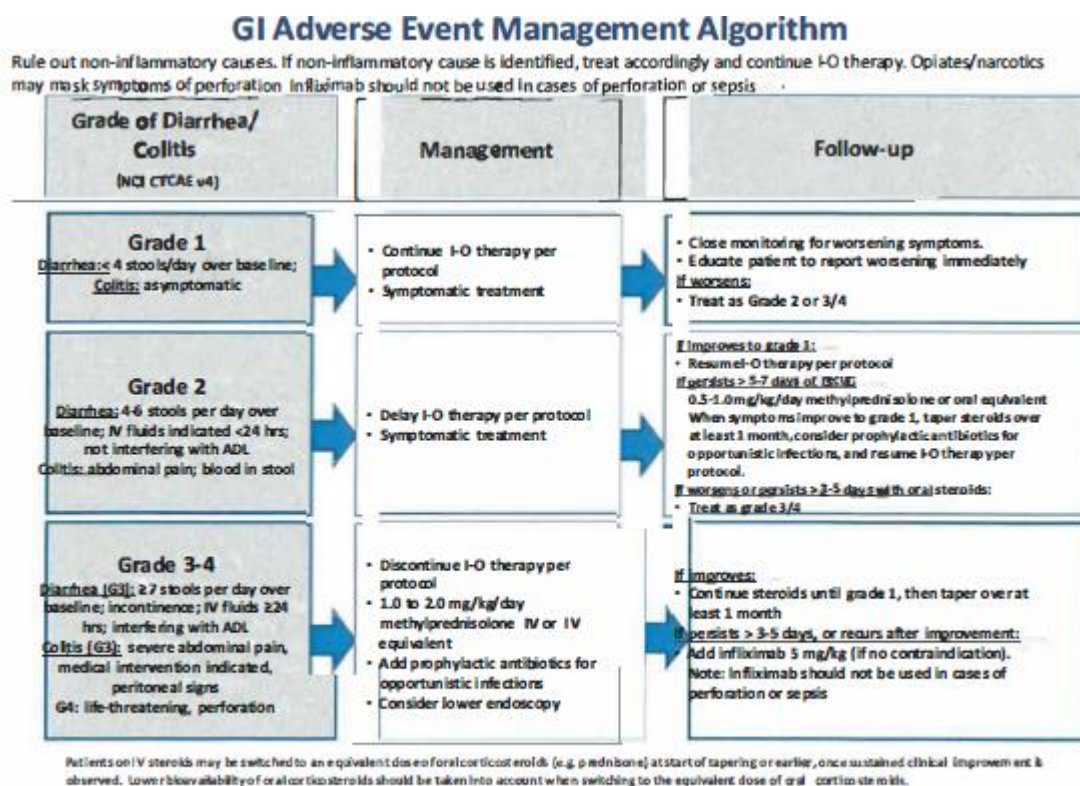 GI Adverse Event Management Algorithm
Rule out non-inflammatory causes. If non-inflammatory cause is identified, treat accordingly and continue I-O therapy. Opiates/narcotics
may mask symptoms of perforation Infliximab should not be used in cases of perforation or sepsis
Grade of Diarrhea/
Colitis
(NCI CTCAE v4)
Management
Follow-up
Grade 1
Diarrhea:< 4 stools/day over baseline;
Colitis: asymptomatic
• Continue I-O therapy per
protocol
• Symptomatic treatment
• Close monitoring for worsening symptoms.
• Educate patient to report worsening immediately
If worsens:
• Treat as Grade 2 or 3/4
Grade 2
Diarrhea: 4-6 stools per day over
baseline; IV fluids indicated <24 hrs;
not interfering with ADL
Colitis: abdominal pain; blood in stool
• Delay I-O therapy per protocol
• Symptomatic treatment
If improves to grade 1:
• Resume I-O therapy per protocol
If persists > 5-7 days of
0.5-1.0mg/kg/day methylprednisolone or oral equivalent
When symptoms improve to grade 1, taper steroids over
at least 1 month, consider prophylactic antibiotics for
opportunistic infections, and resume I-O therapy per
protocol.
If worsens or persists > 3-5 days with oral steroids:
• Treat as grade 3/4
Grade 3-4
Diarrhea (G3): ≥7 stools per day over
baseline; incontinence; IV fluids ≥24
hrs; interfering with ADL
Colitis (G3): severe abdominal pain,
medical intervention indicated,
peritoneal signs
G4: life-threatening, perforation
• Discontinue I-O therapy per
protocol
• 1.0 to 2.0 mg/kg/day
methylprednisolone IV or IV
equivalent
• Add prophylactic antibiotics for
opportunistic infections
• Consider lower endoscopy
If improves:
• Continue steroids until grade 1, then taper over at
least 1 month
If persists > 3-5 days, or recurs after improvement:
• Add infliximab 5 mg/kg (if no contraindication).
Note: Infliximab should not be used in cases of
perforation or sepsis
Patients on IV steroids may be switched to an equivalent dose of oral corticosteroids (e.g. prednisone) at start of tapering or earlier, once sustained clinical improvement is
observed. Lower bioavailability of oral corticosteroids should be taken into account when switching to the equivalent dose of oral corticosteroids.